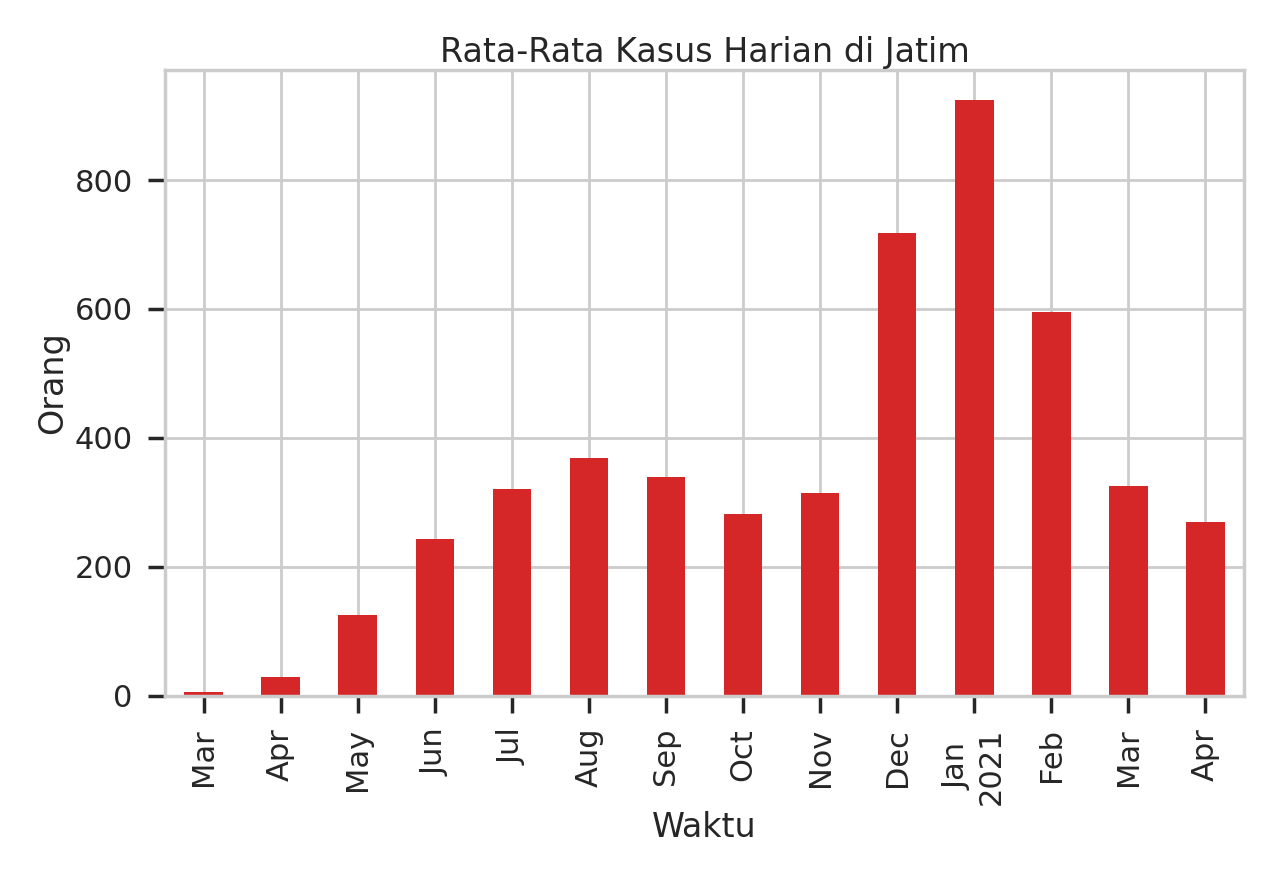 Rata-Rata Kasus Harian di Jatim
Orang
800
600
400
200
0
Mar
Apr
May
Jun
Jul
Aug
Sep
Oct
Nov
Dec
Jan
2021
Feb
Mar
Apr
Waktu